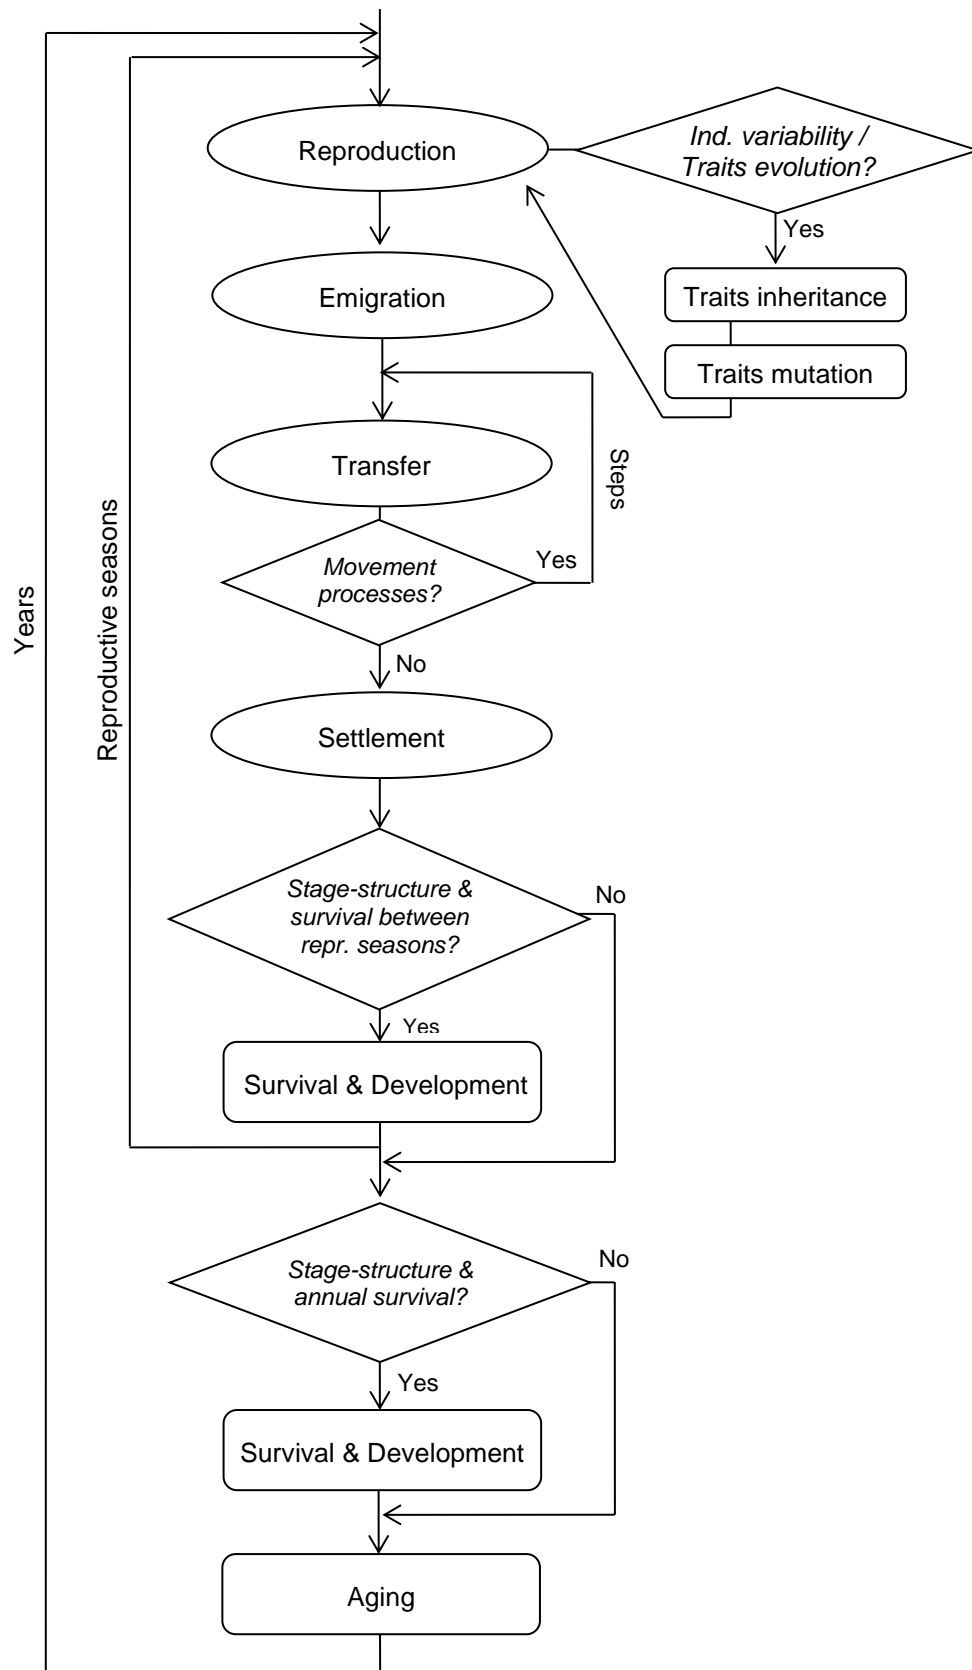 Reproduction
Ind. variability /
Traits evolution?
Yes
Traits inheritance
Traits mutation
Emigration
Transfer
Steps
Movement
processes?
Yes
No
Settlement
Reproductive seasons
Years
Stage-structure &
survival between
repr. seasons?
No
Yes
Survival & Development
Stage-structure &
annual survival?
No
Yes
Survival & Development
Aging